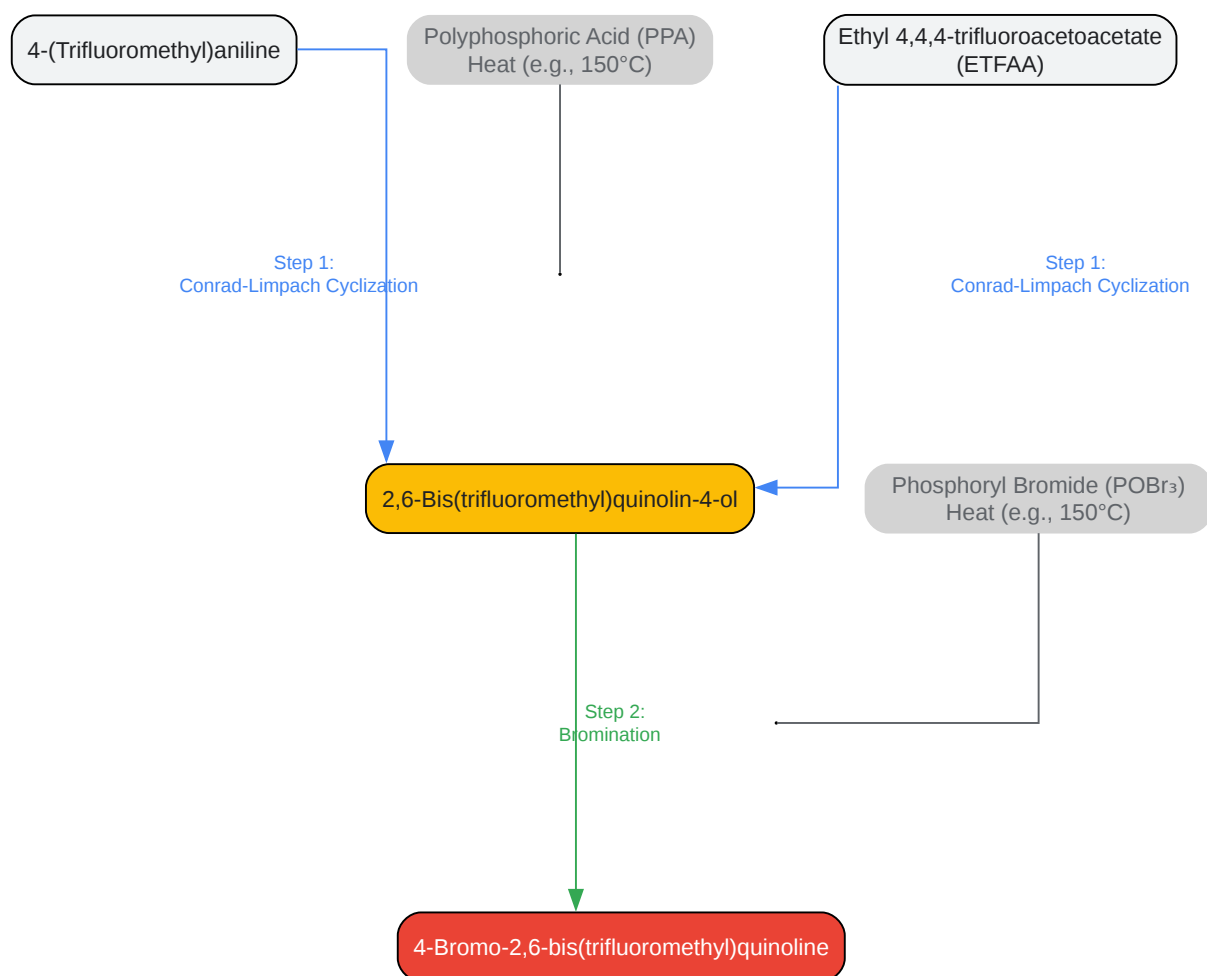 4-(Trifluoromethyl)aniline
Polyphosphoric Acid (PPA)
Heat (e.g., 150°C)
Ethyl 4,4,4-trifluoroacetoacetate
(ETFAA)
Step 1:
Conrad-Limpach Cyclization
Step 1:
Conrad-Limpach Cyclization
2,6-Bis(trifluoromethyl)quinolin-4-ol
Phosphoryl Bromide (POBr₃)
Heat (e.g., 150°C)
Step 2:
Bromination
4-Bromo-2,6-bis(trifluoromethyl)quinoline